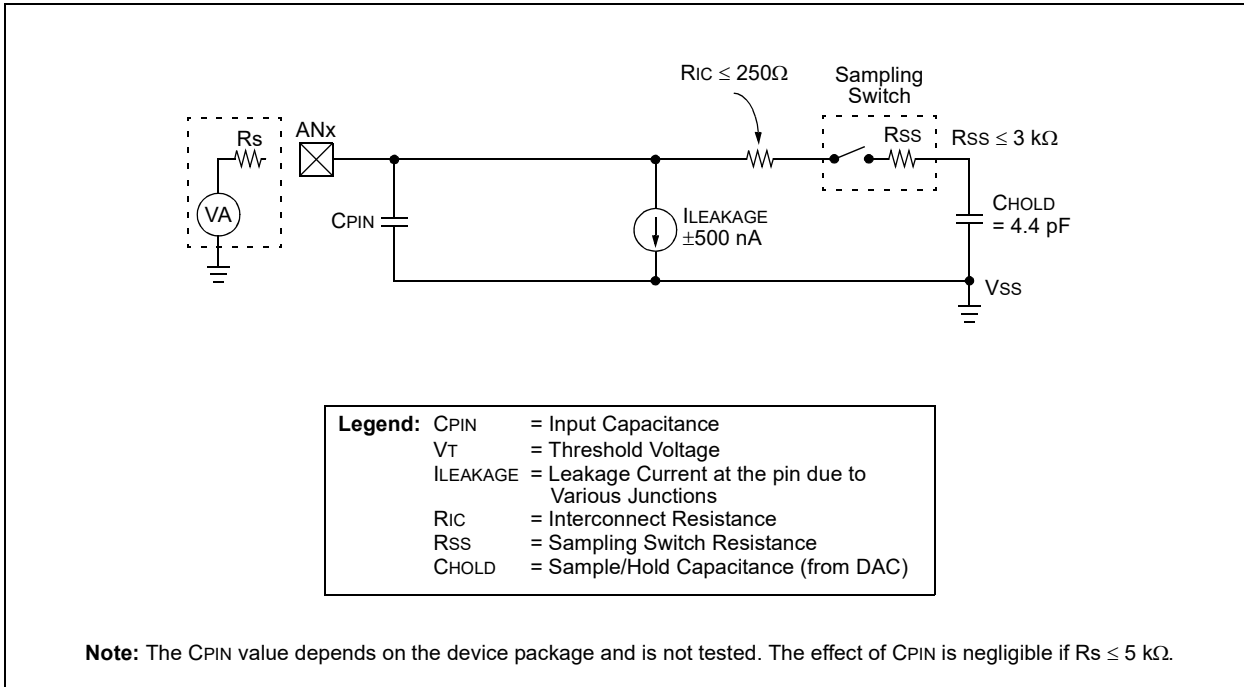 RIC ≤ 250Ω
Sampling
Switch
Rs
ANx
RSS
RSS ≤ 3 kΩ
VA
CPIN
ILEAKAGE
±500 nA
CHOLD
= 4.4 pF
VSS
Legend: CPIN = Input Capacitance
VT = Threshold Voltage
ILEAKAGE = Leakage Current at the pin due to
Various Junctions
RIC = Interconnect Resistance
RSS = Sampling Switch Resistance
CHOLD = Sample/Hold Capacitance (from DAC)
Note: The CPIN value depends on the device package and is not tested. The effect of CPIN is negligible if Rs ≤ 5 kΩ.